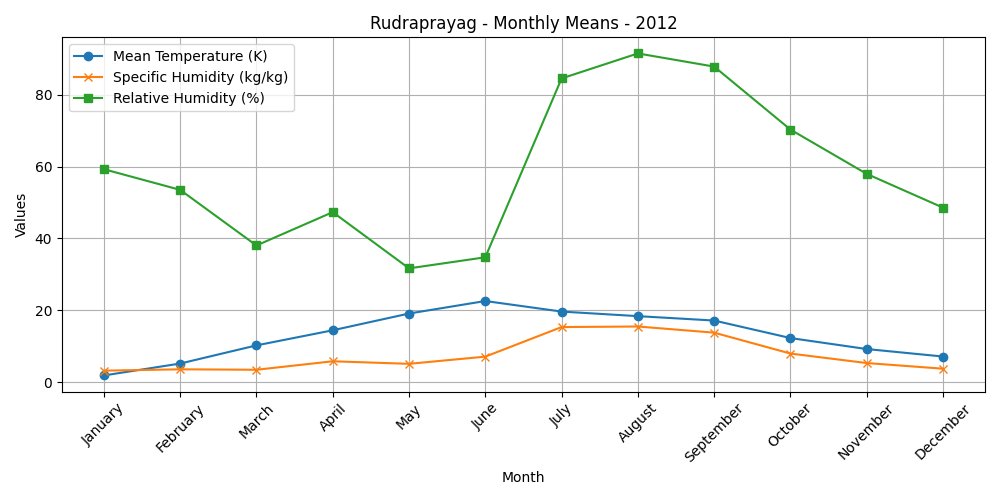 Rudraprayag - Monthly Means - 2012
Mean Temperature (K)
Specific Humidity (kg/kg)
Relative Humidity (%)
Values
80
60
40
20
0
January
February
March
April
May
June
July
August
September
October
November
December
Month